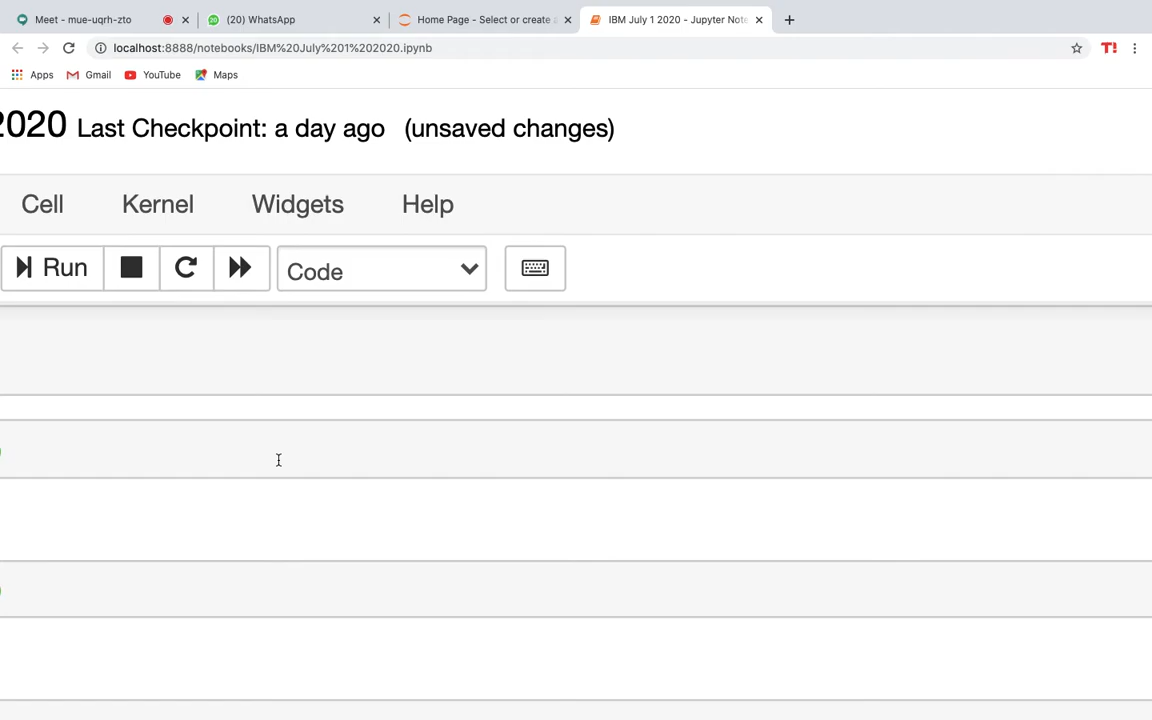 Meet - mue-uqrh-zto
(20) WhatsApp
Home Page - Select or create a
IBM July 1 2020 - Jupyter Note
localhost:8888/notebooks/IBM%20July%201%202020.ipynb
T!
Apps Gmail YouTube Maps
2020 Last Checkpoint: a day ago (unsaved changes)
Cell Kernel Widgets Help
Run Code